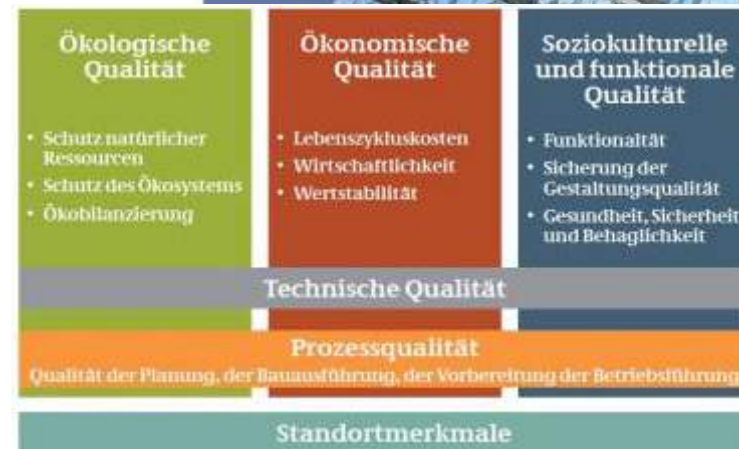 Ökologische
Qualität
• Schutz natürlicher
Ressourcen
• Schutz des Ökosystems
• Ökobilanzierung
Ökonomische
Qualität
• Lebenszykluskosten
• Wirtschaftlichkeit
• Wertstabilität
Soziokulturelle
und funktionale
Qualität
• Funktionaltät
• Sicherung der
Gestaltungsqualität
• Gesundheit, Sicherheit
und Behaglichkeit
Technische Qualität
Prozessqualität
Qualität der Planung, der Bauausführung, der Vorbereitung der Betriebsführung
Standortmerkmale